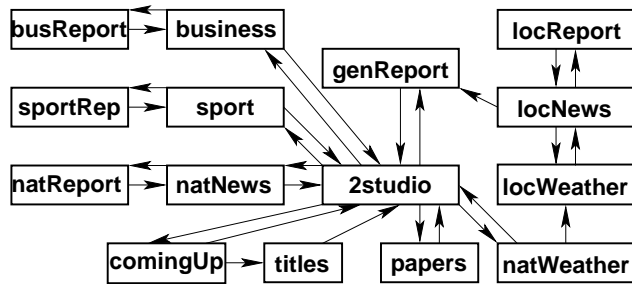 busReport
business
locReport
genReport
sportRep
sport
locNews
natReport
natNews
2studio
locWeather
comingUp
titles
papers
natWeather